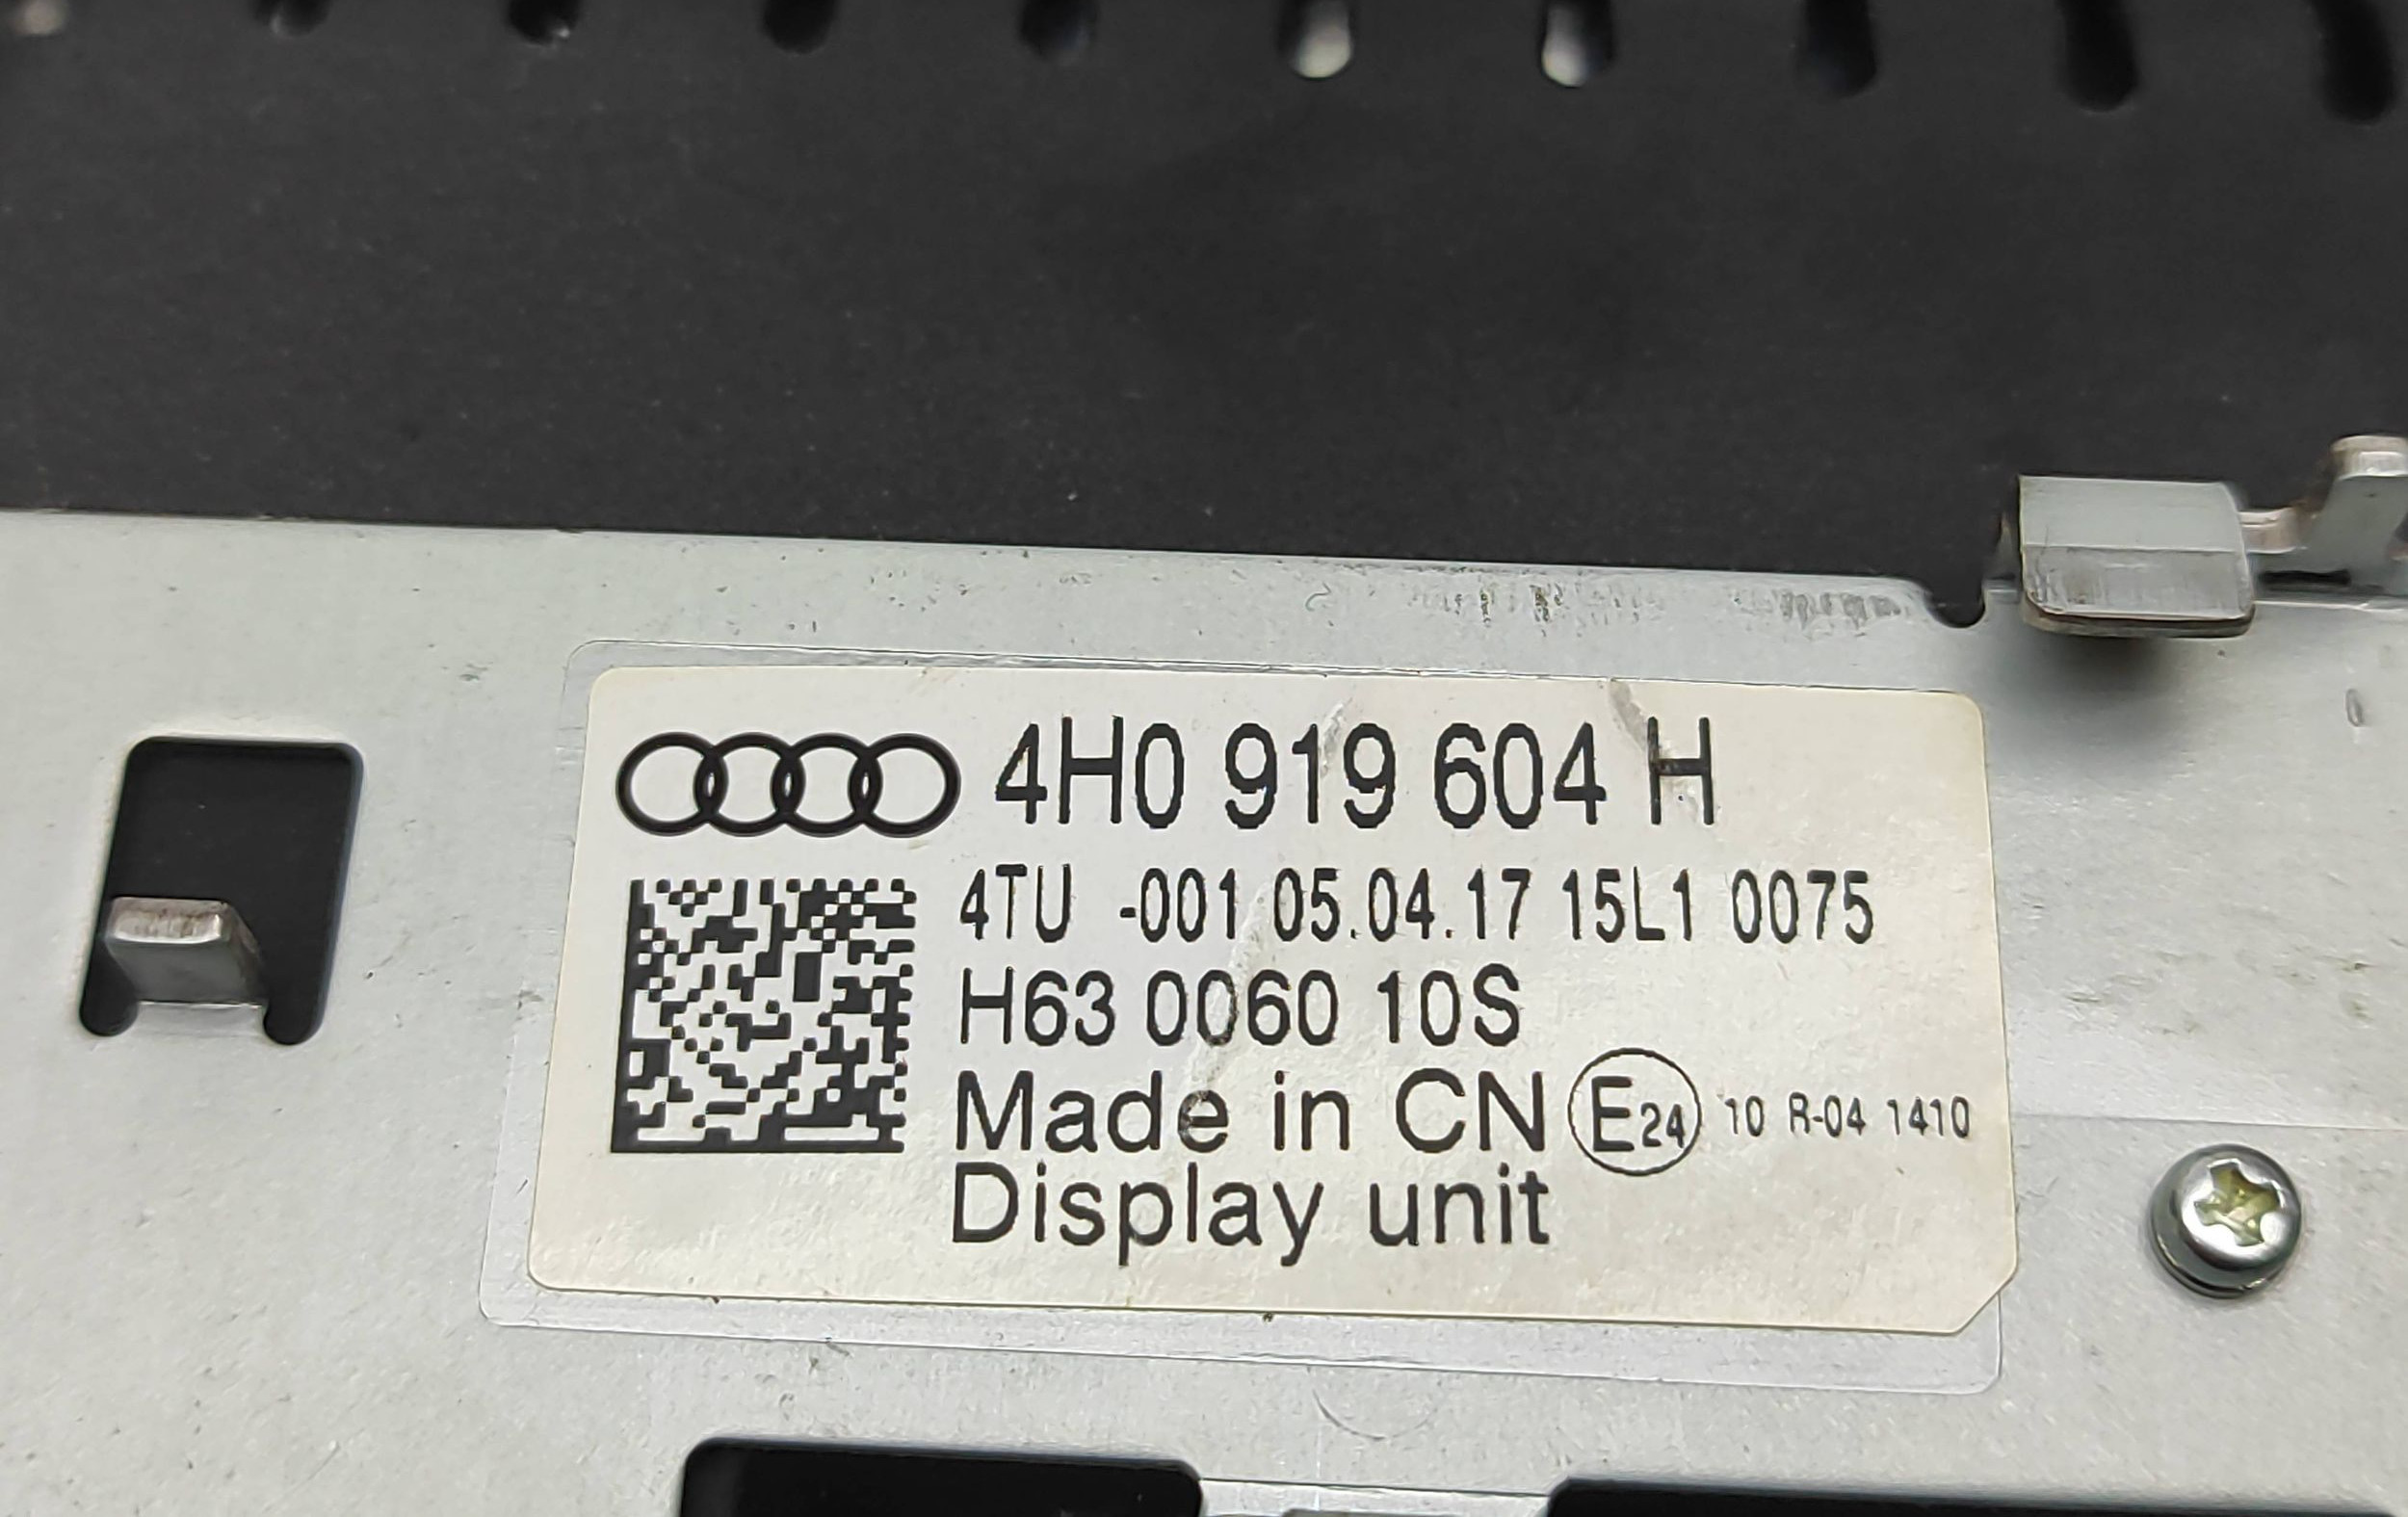 4H0 919 604 H
4TU -001 05.04.17 15L1 0075
H63 0060 10S
Made in CN E24 10 R-04 1410
Display unit